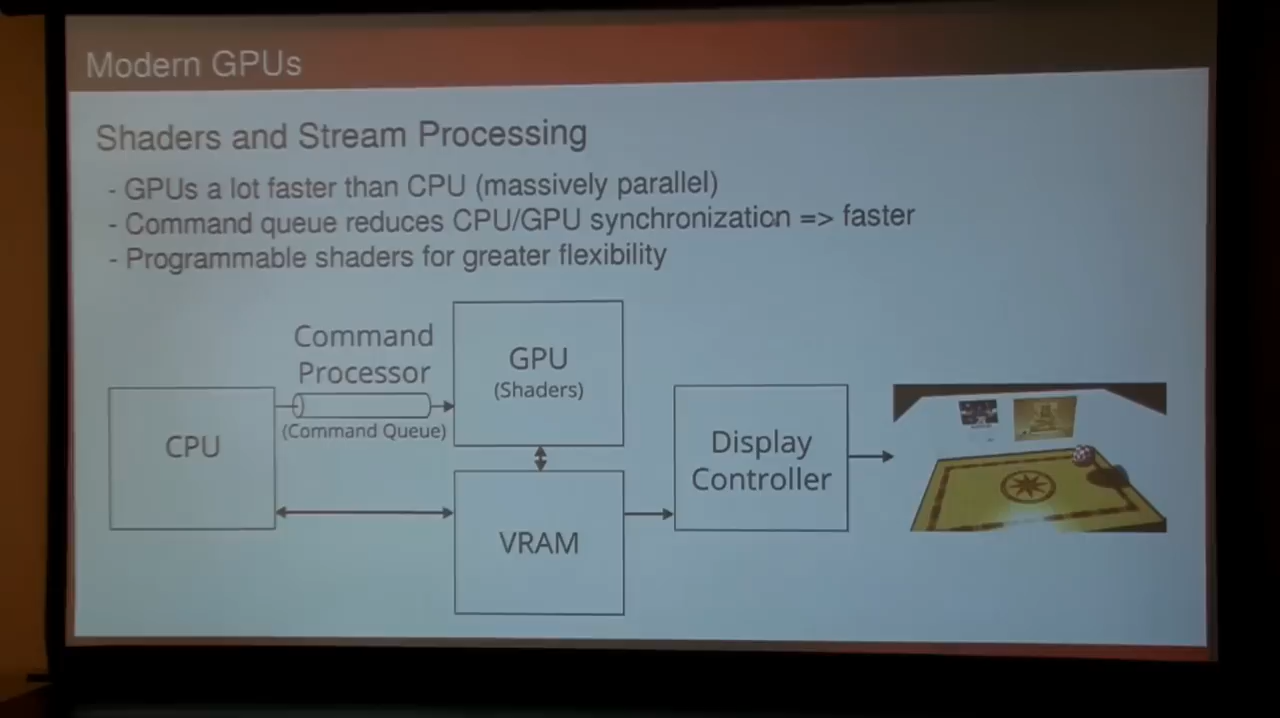 Modern GPUs
Shaders and Stream Processing
- GPUs a lot faster than CPU (massively parallel)
- Command queue reduces CPU/GPU synchronization => faster
- Programmable shaders for greater flexibility
Command
Processor
(Command Queue)
CPU
GPU
(Shaders)
VRAM
Display
Controller